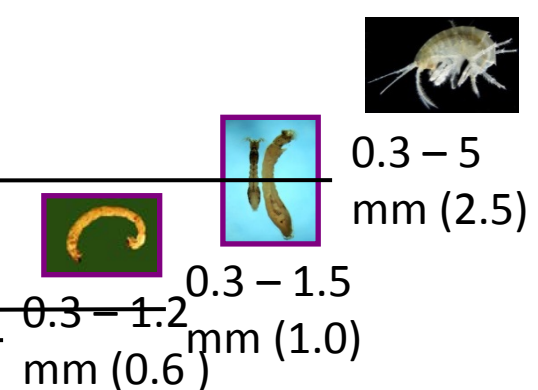 0.3 – 5
mm (2.5)
0.3 – 1.5
mm (1.0)
0.3 – 1.2
mm (0.6 )